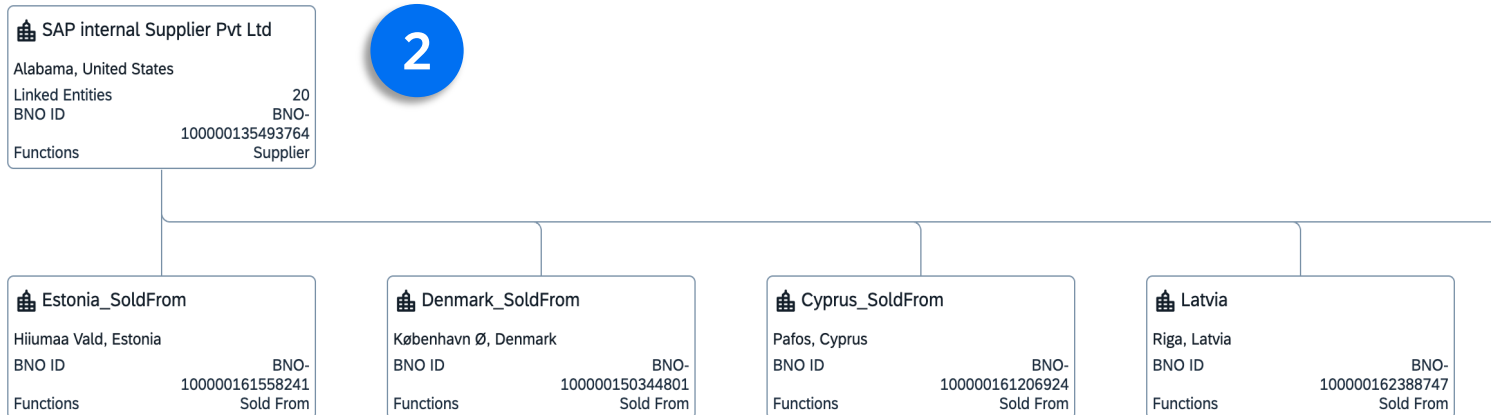 SAP internal Supplier Pvt Ltd
2
Alabama, United States
Linked Entities 20
BNO ID BNO-
100000135493764
Functions Supplier
Estonia_SoldFrom
Hiiumaa Vald, Estonia
BNO ID BNO-
100000161558241
Functions Sold From
Denmark_SoldFrom
København Ø, Denmark
BNO ID BNO-
100000150344801
Functions Sold From
Cyprus_SoldFrom
Pafos, Cyprus
BNO ID BNO-
100000161206924
Functions Sold From
Latvia
Riga, Latvia
BNO ID BNO-
100000162388747
Functions Sold From